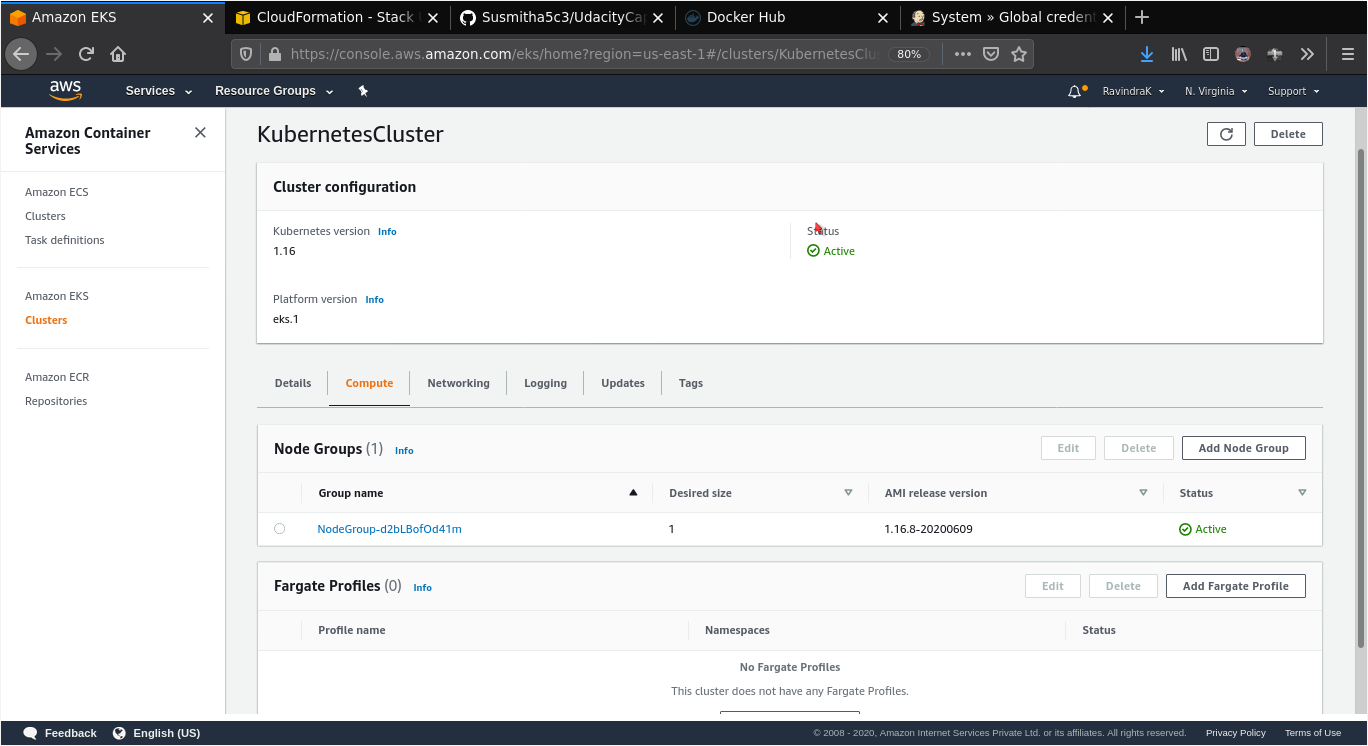 Amazon EKS
CloudFormation - Stack
Susmitha5c3/UdacityCa
Docker Hub
System » Global creden
https://console.aws.amazon.com/eks/home?region=us-east-1#/clusters/KubernetesClu
80%
aws
Services
Resource Groups
RavindraK
N. Virginia
Support
Amazon Container
Services
Amazon ECS
Clusters
Task definitions
Amazon EKS
Clusters
Amazon ECR
Repositories
KubernetesCluster
Delete
Cluster configuration
Kubernetes version Info
1.16
Status
Active
Platform version Info
eks.1
Details
Compute
Networking
Logging
Updates
Tags
Node Groups (1) Info
Edit
Delete
Add Node Group
Group name
Desired size
AMI release version
Status
NodeGroup-d2bLBofOd41m
1
1.16.8-20200609
Active
Fargate Profiles (0) Info
Edit
Delete
Add Fargate Profile
Profile name
Namespaces
Status
No Fargate Profiles
This cluster does not have any Fargate Profiles.
Feedback
English (US)
© 2008 - 2020, Amazon Internet Services Private Ltd. or its affiliates. All rights reserved.
Privacy Policy
Terms of Use